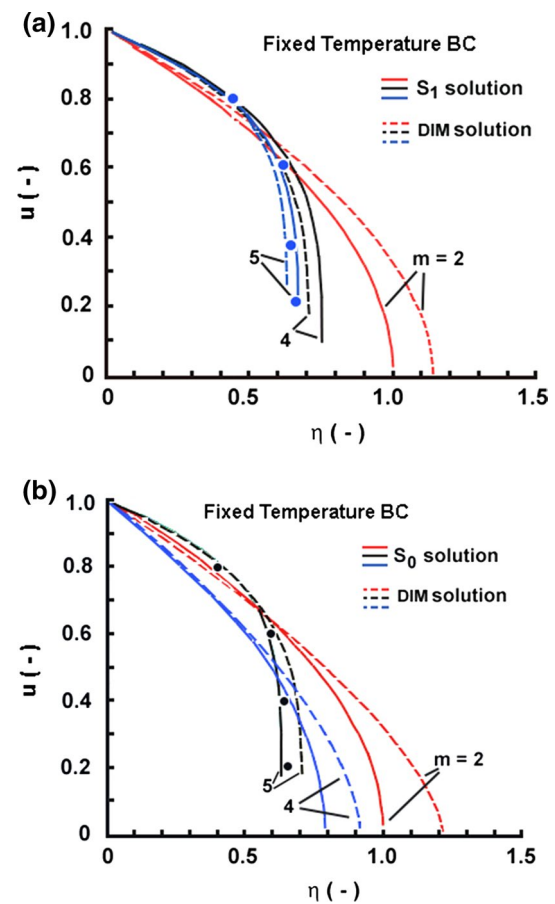 (a)
Fixed Temperature BC
S1 solution
DIM solution
1.0
0.8
0.6
0.4
0.2
0
u (-)
5
4
m = 2
0.5
1.0
1.5
η (-)
(b)
Fixed Temperature BC
S0 solution
DIM solution
1.0
0.8
0.6
0.4
0.2
0
u (-)
m = 2
5
4
0
0.5
1.0
1.5
η (-)